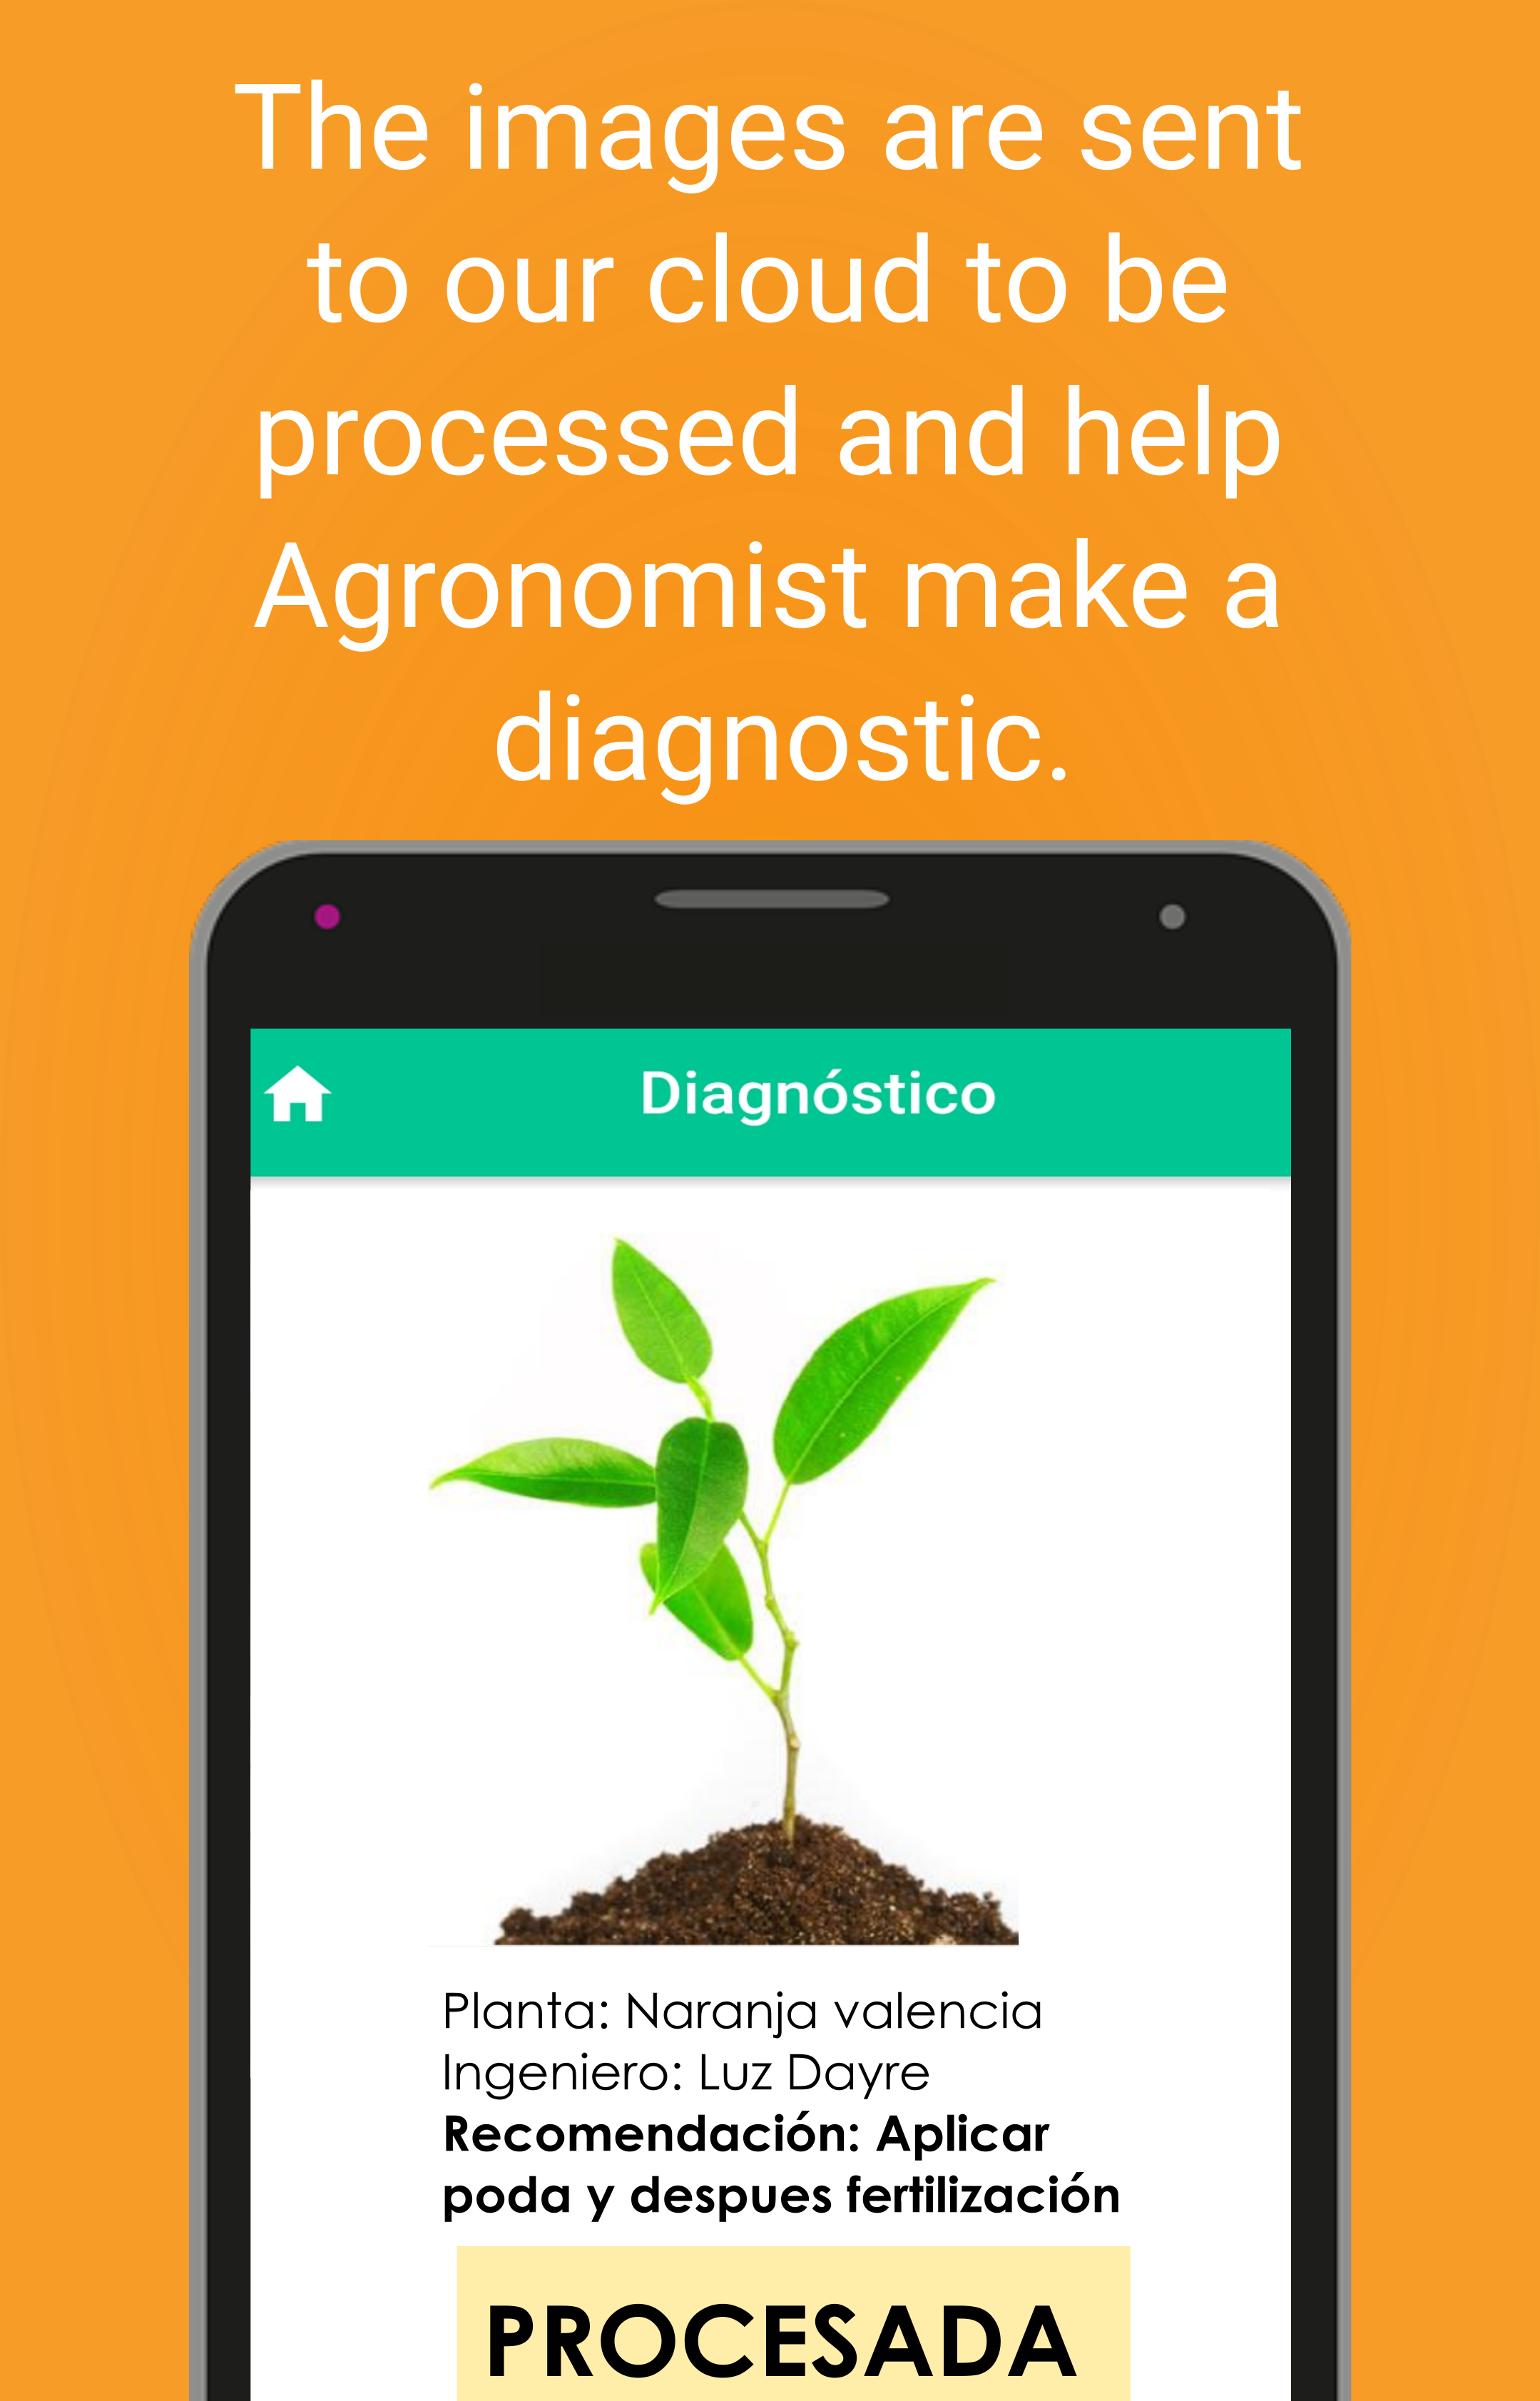 The images are sent
to our cloud to be
processed and help
Agronomist make a
diagnostic.
Diagnóstico
Planta: Naranja valencia
Ingeniero: Luz Dayre
Recomendación: Aplicar
poda y despues fertilización
PROCESADA